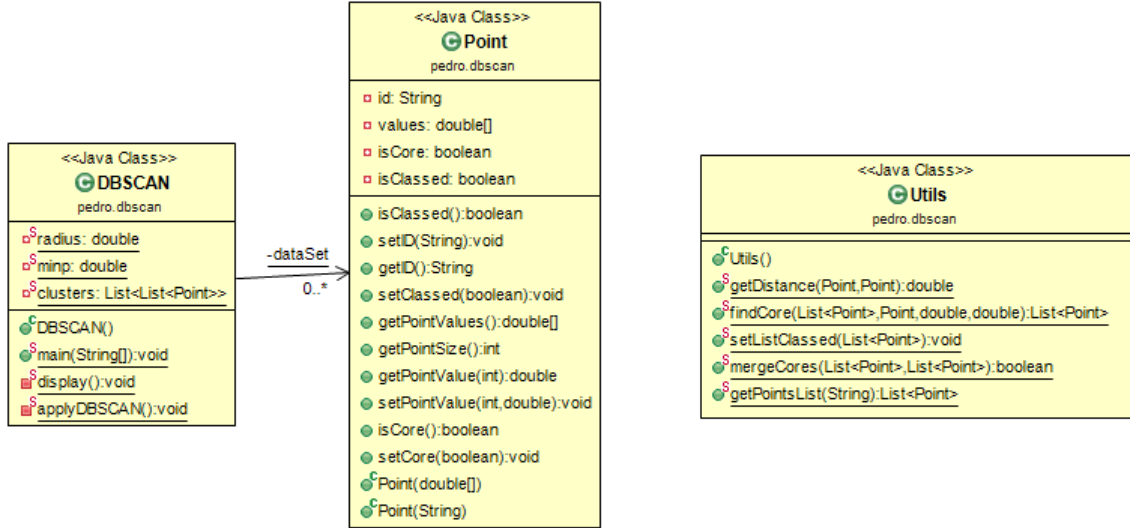 <<Java Class>>
DBSCAN
pedro.dbscan
radius: double
minp: double
clusters: List<List<Point>>
DBSCAN()
main(String[]):void
display():void
applyDBSCAN():void
-dataSet
0..*
<<Java Class>>
Point
pedro.dbscan
id: String
values: double[]
isCore: boolean
isClassed: boolean
isClassed():boolean
setID(String):void
getID():String
setClassed(boolean):void
getPointValues():double[]
getPointSize():int
getPointValue(int):double
setPointValue(int,double):void
isCore():boolean
setCore(boolean):void
Point(double[])
Point(String)
<<Java Class>>
Utils
pedro.dbscan
Utils()
getDistance(Point,Point):double
findCore(List<Point>,Point,double,double):List<Point>
setListClassed(List<Point>):void
mergeCores(List<Point>,List<Point>):boolean
getPointsList(String):List<Point>